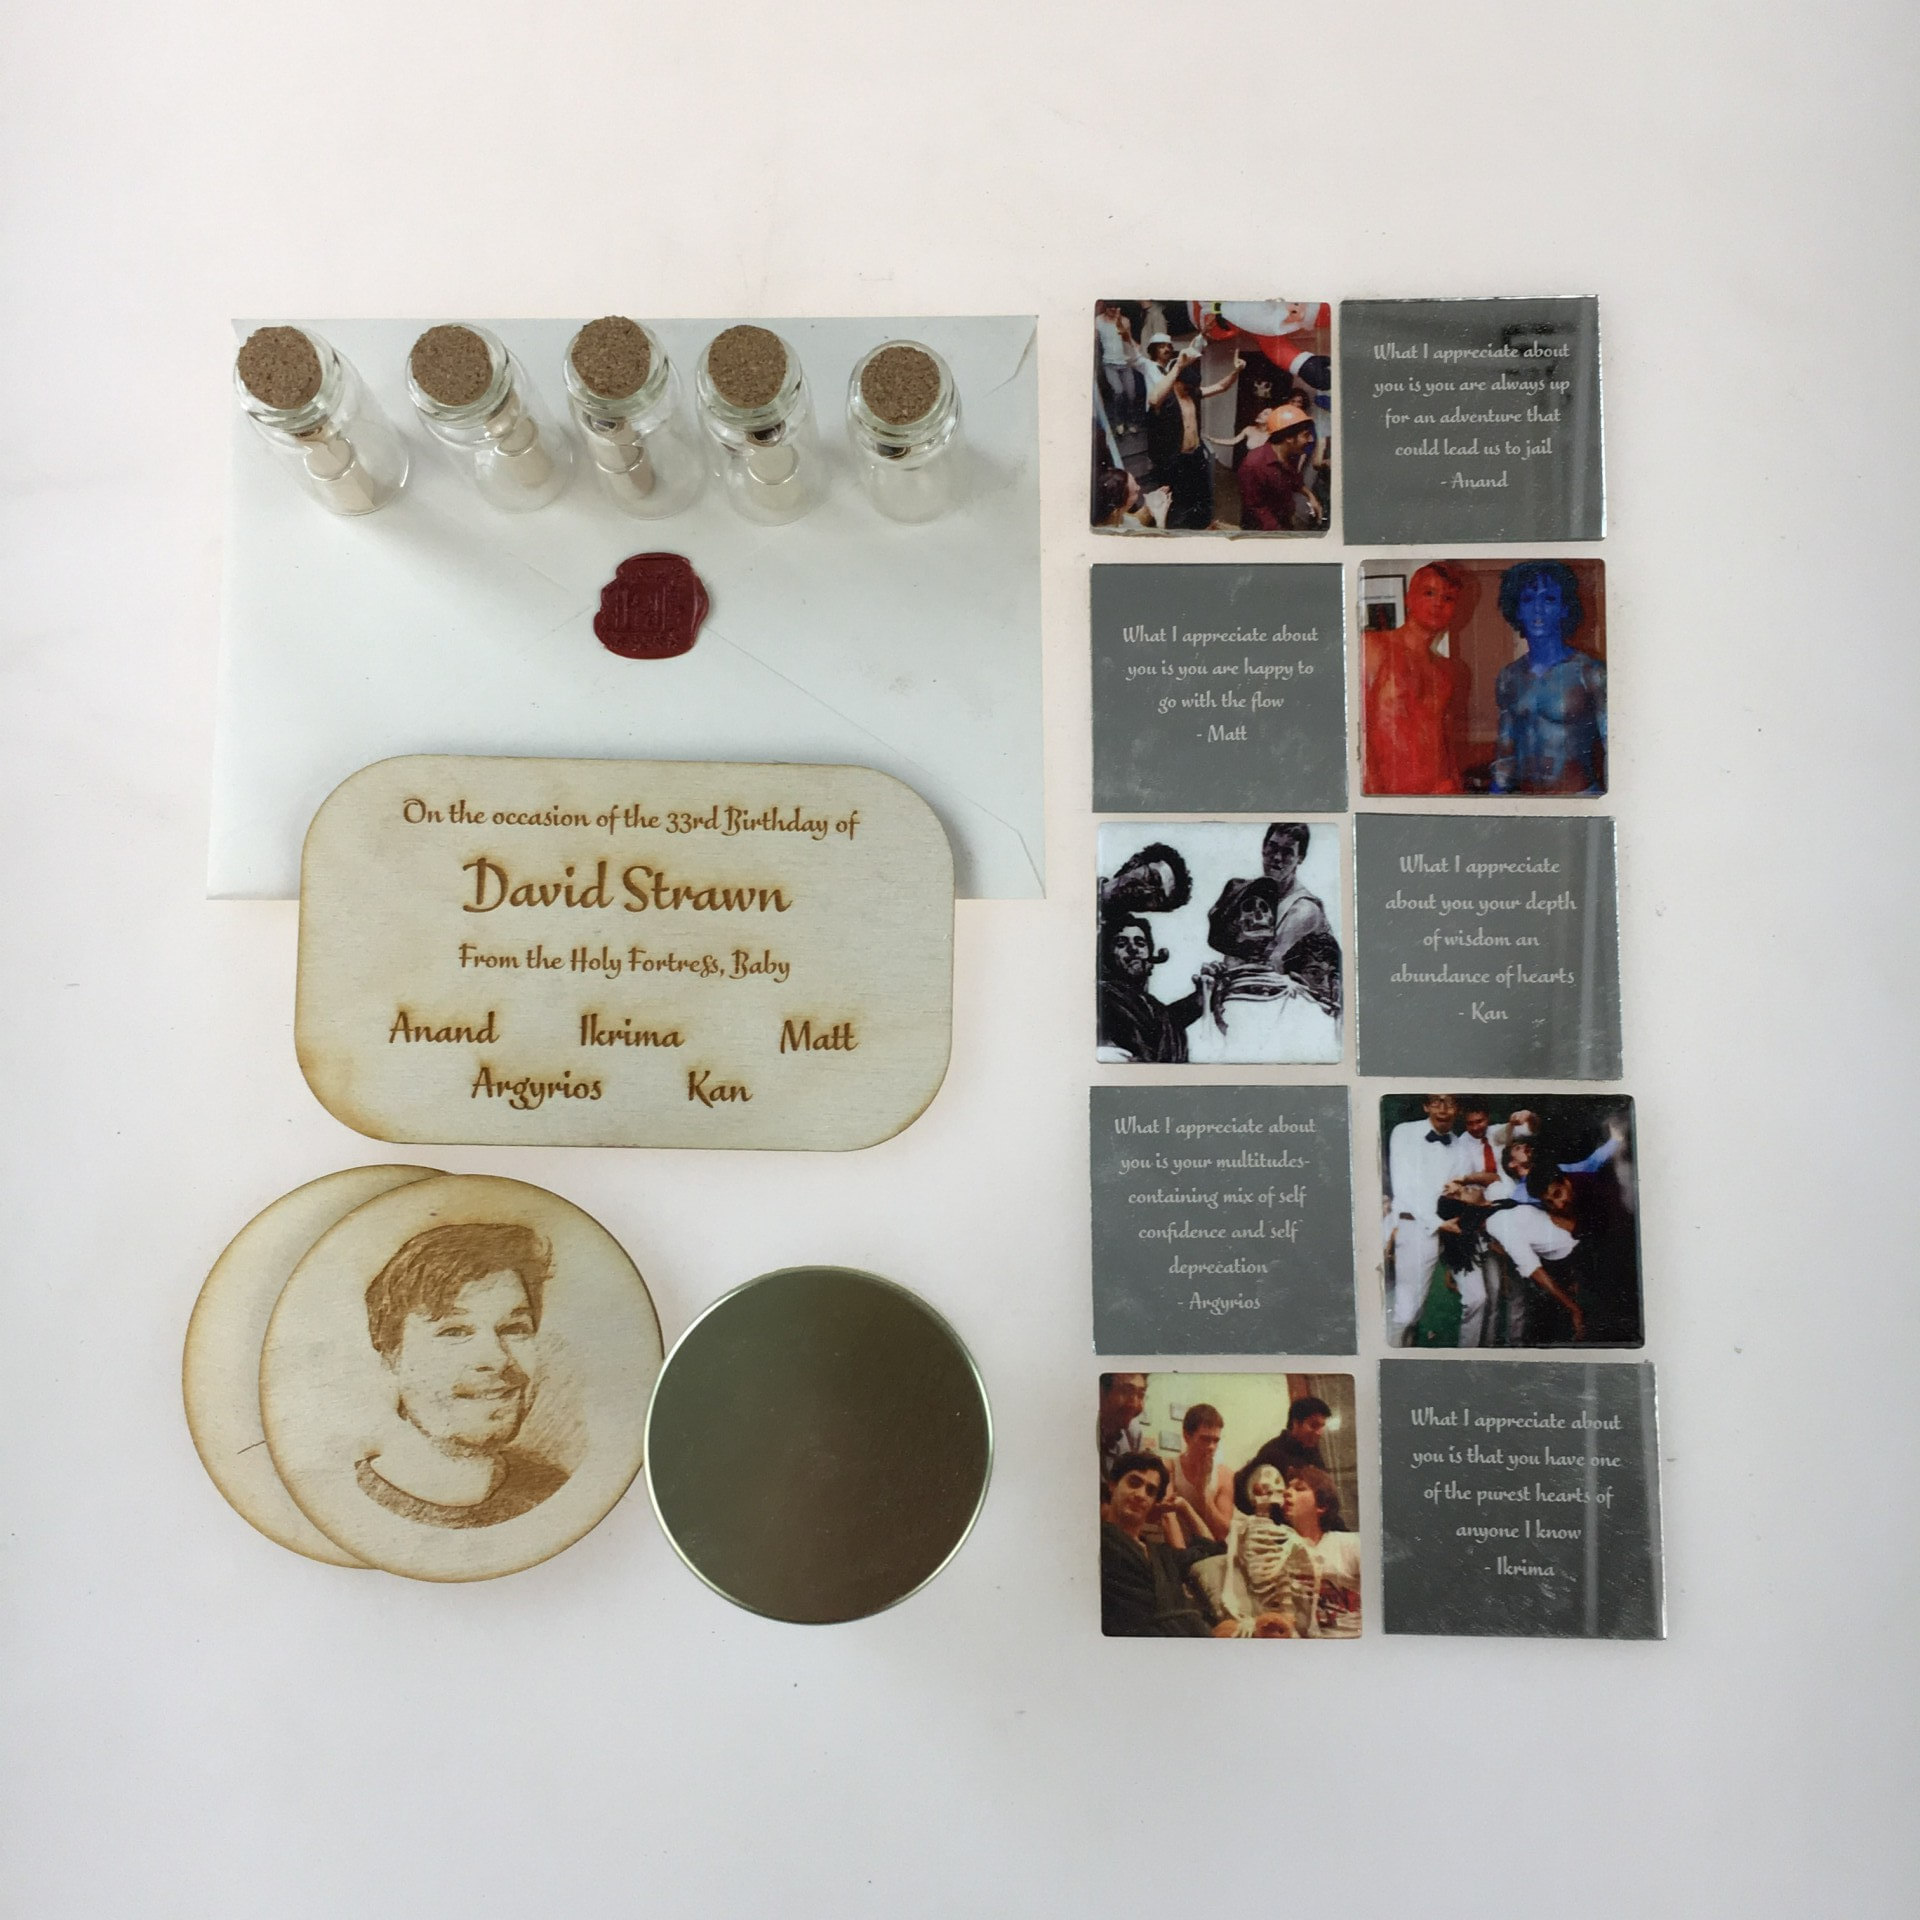 On the occasion of the 33rd Birthday of
David Strawn
From the Holy Fortress, Baby
Anand Ikrima Matt
Argyrios Kan
What I appreciate about
you is you are always up
for an adventure that
could lead us to jail
- Anand
What I appreciate about
you is you are happy to
go with the flow
- Matt
What I appreciate
about you your depth
of wisdom an
abundance of hearts
- Kan
What I appreciate about
you is your multitudes-
containing mix of self
confidence and self
deprecation
- Argyrios
What I appreciate about
you is that you have one
of the purest hearts of
anyone I know
- Ikrima